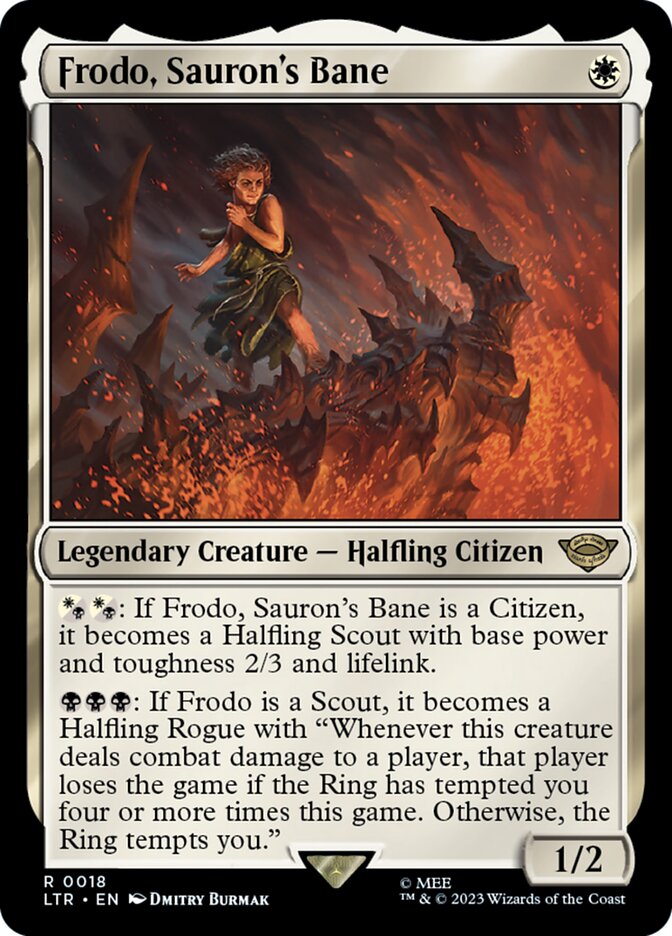 Frodo, Sauron's Bane
Legendary Creature — Halfling Citizen
: If Frodo, Sauron's Bane is a Citizen,
it becomes a Halfling Scout with base power
and toughness 2/3 and lifelink.
: If Frodo is a Scout, it becomes a
Halfling Rogue with “Whenever this creature
deals combat damage to a player, that player
loses the game if the Ring has tempted you
four or more times this game. Otherwise, the
Ring tempts you.”
1/2
R 0018
LTR • EN Dmitry Burmak
© MEE
™ & © 2023 Wizards of the Coast